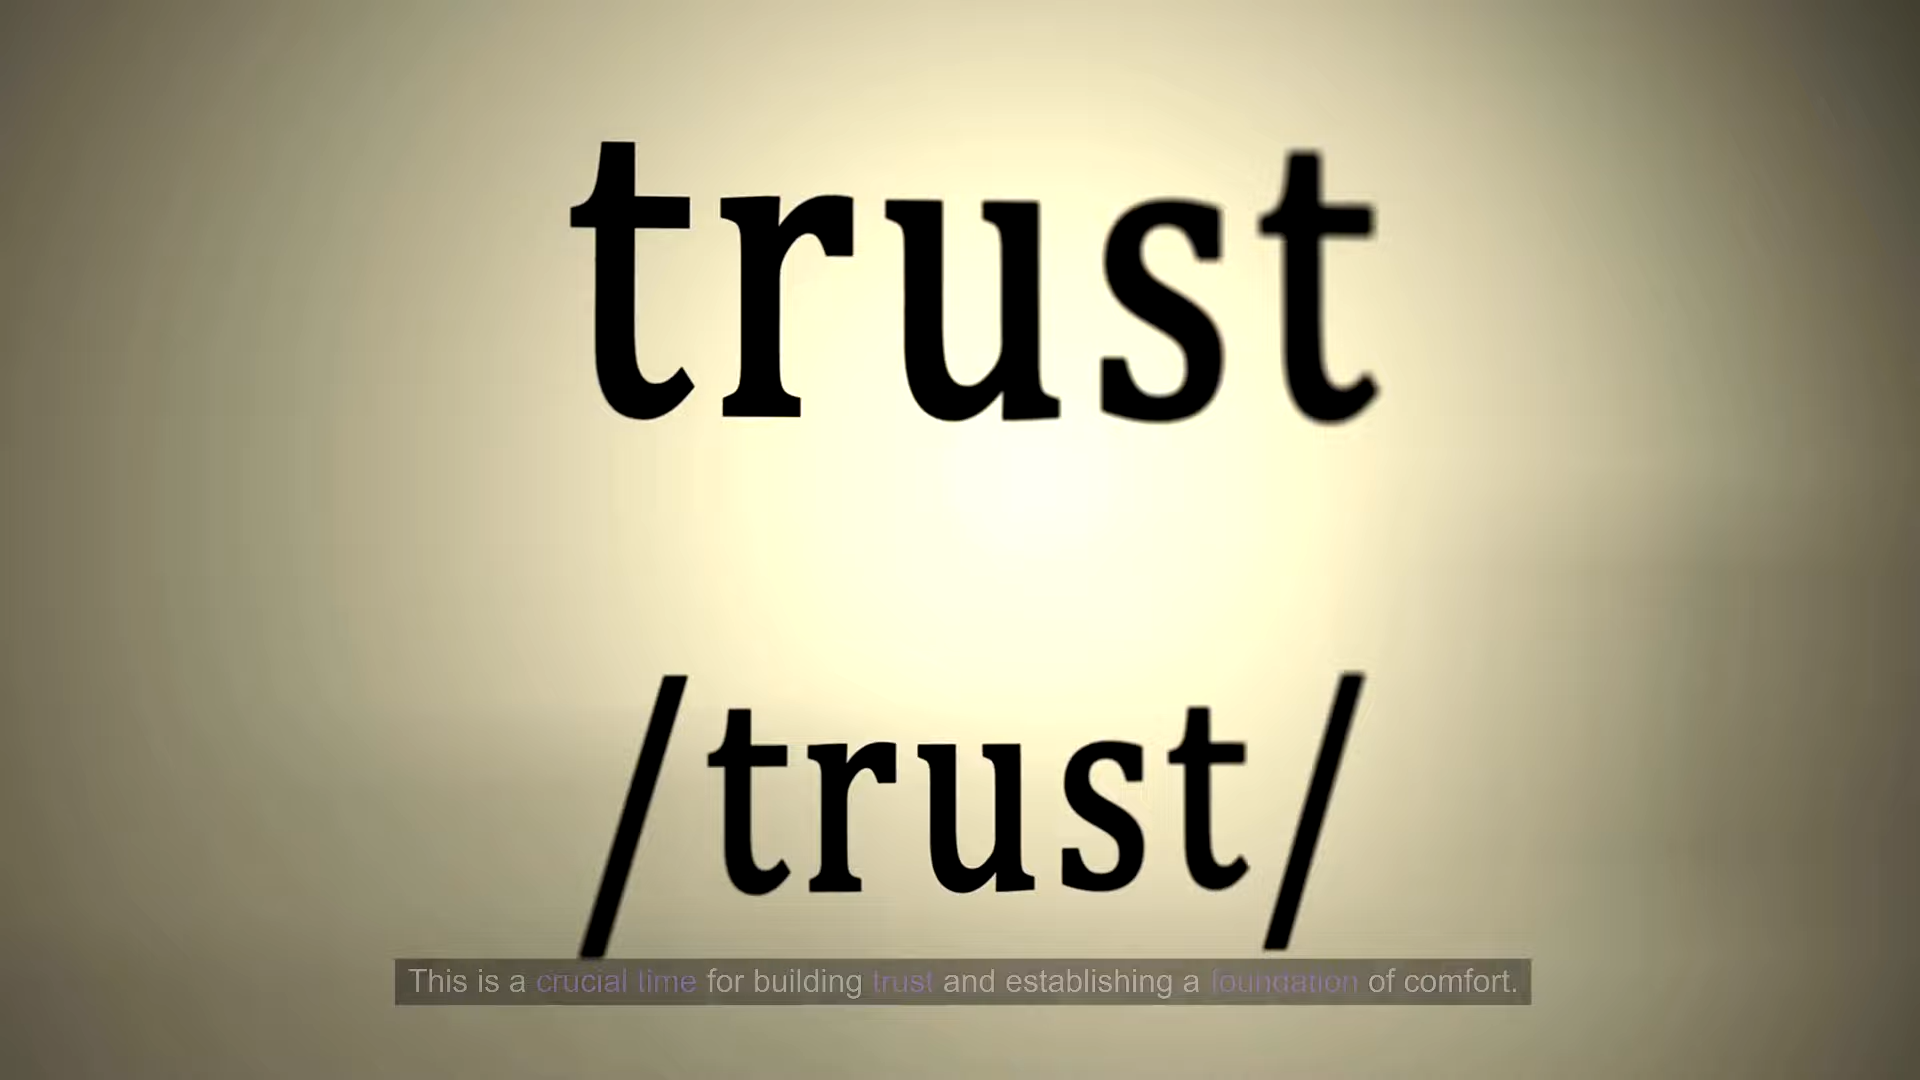 trust
/trust/
This is a crucial time for building trust and establishing a foundation of comfort.